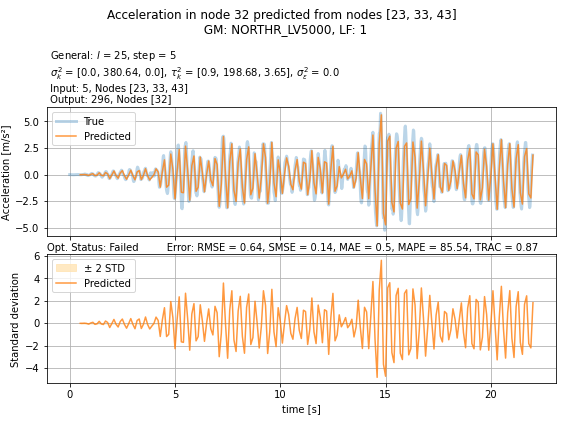 Acceleration in node 32 predicted from nodes [23, 33, 43]
GM: NORTHR_LV5000, LF: 1
General: l = 25, step = 5
σ²ₖ = [0.0, 380.64, 0.0], τ²ₖ = [0.9, 198.68, 3.65], σ²ε = 0.0
Input: 5, Nodes [23, 33, 43]
Output: 296, Nodes [32]
Acceleration [m/s²]
5.0
2.5
0.0
−2.5
−5.0
True
Predicted
Opt. Status: Failed
Error: RMSE = 0.64, SMSE = 0.14, MAE = 0.5, MAPE = 85.54, TRAC = 0.87
Standard deviation
6
4
2
0
−2
−4
± 2 STD
Predicted
0
5
10
15
20
time [s]